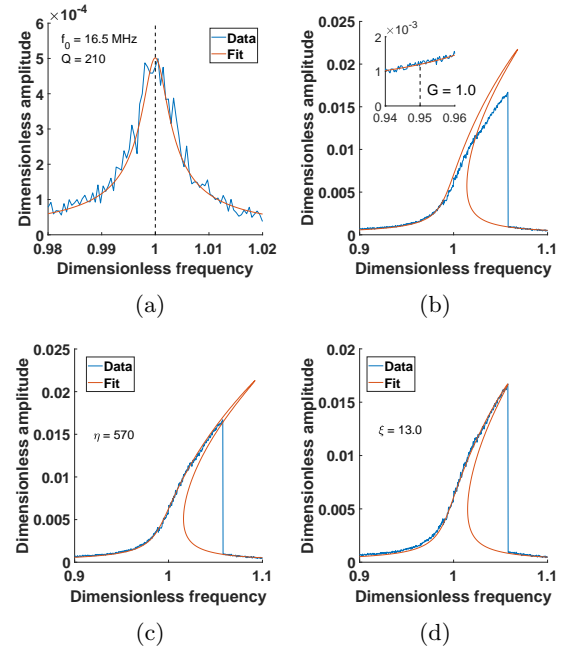 ×10⁻⁴
6
5
4
3
2
1
0
Dimensionless amplitude
f₀ = 16.5 MHz
Q = 210
Data
Fit
0.98 0.99 1 1.01 1.02
Dimensionless frequency
(a)
0.025
0.02
0.015
0.01
0.005
0
Dimensionless amplitude
×10⁻³
2
1
0
G = 1.0
0.94 0.95 0.96
Data
Fit
0.9 1 1.1
Dimensionless frequency
(b)
0.025
0.02
0.015
0.01
0.005
0
Dimensionless amplitude
Data
Fit
η = 570
0.9 1 1.1
Dimensionless frequency
(c)
0.02
0.015
0.01
0.005
0
Dimensionless amplitude
Data
Fit
ξ = 13.0
0.9 1 1.1
Dimensionless frequency
(d)